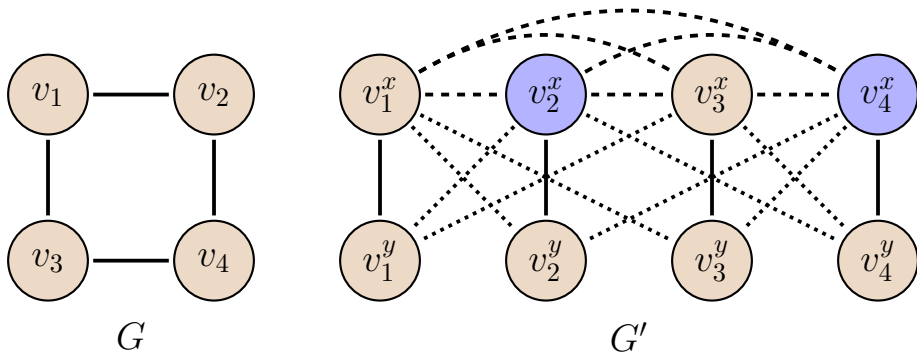 v₁ v₂ v₁ˣ v₂ˣ v₃ˣ v₄ˣ
v₃ v₄ v₁ʸ v₂ʸ v₃ʸ v₄ʸ
G G′